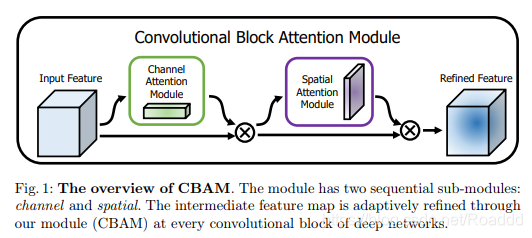 Convolutional Block Attention Module
Input Feature
Channel
Attention
Module
Spatial
Attention
Module
Refined Feature
Fig. 1: The overview of CBAM. The module has two sequential sub-modules:
channel and spatial. The intermediate feature map is adaptively refined through
our module (CBAM) at every convolutional block of deep networks.